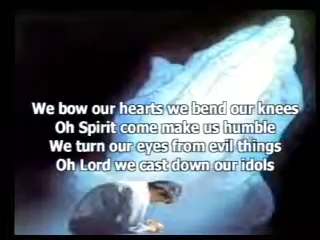 We bow our hearts we bend our knees
Oh Spirit come make us humble
We turn our eyes from evil things
Oh Lord we cast down our idols